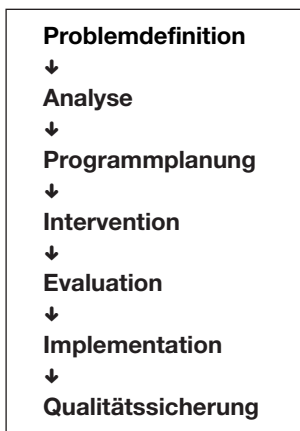 Problemdefinition
↓
Analyse
↓
Programmplanung
↓
Intervention
↓
Evaluation
↓
Implementation
↓
Qualitätssicherung